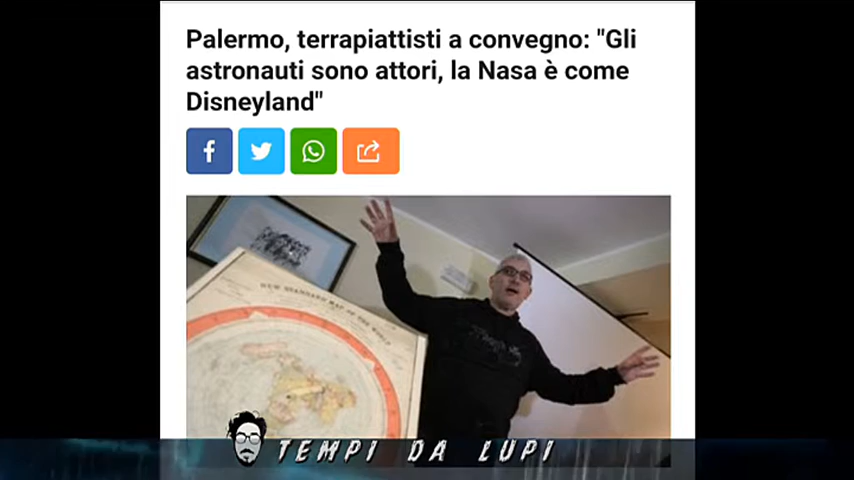 Palermo, terrapiattisti a convegno: "Gli
astronauti sono attori, la Nasa è come
Disneyland"
NEW STANDARD MAP OF THE WORLD
TEMPI DA LUPI